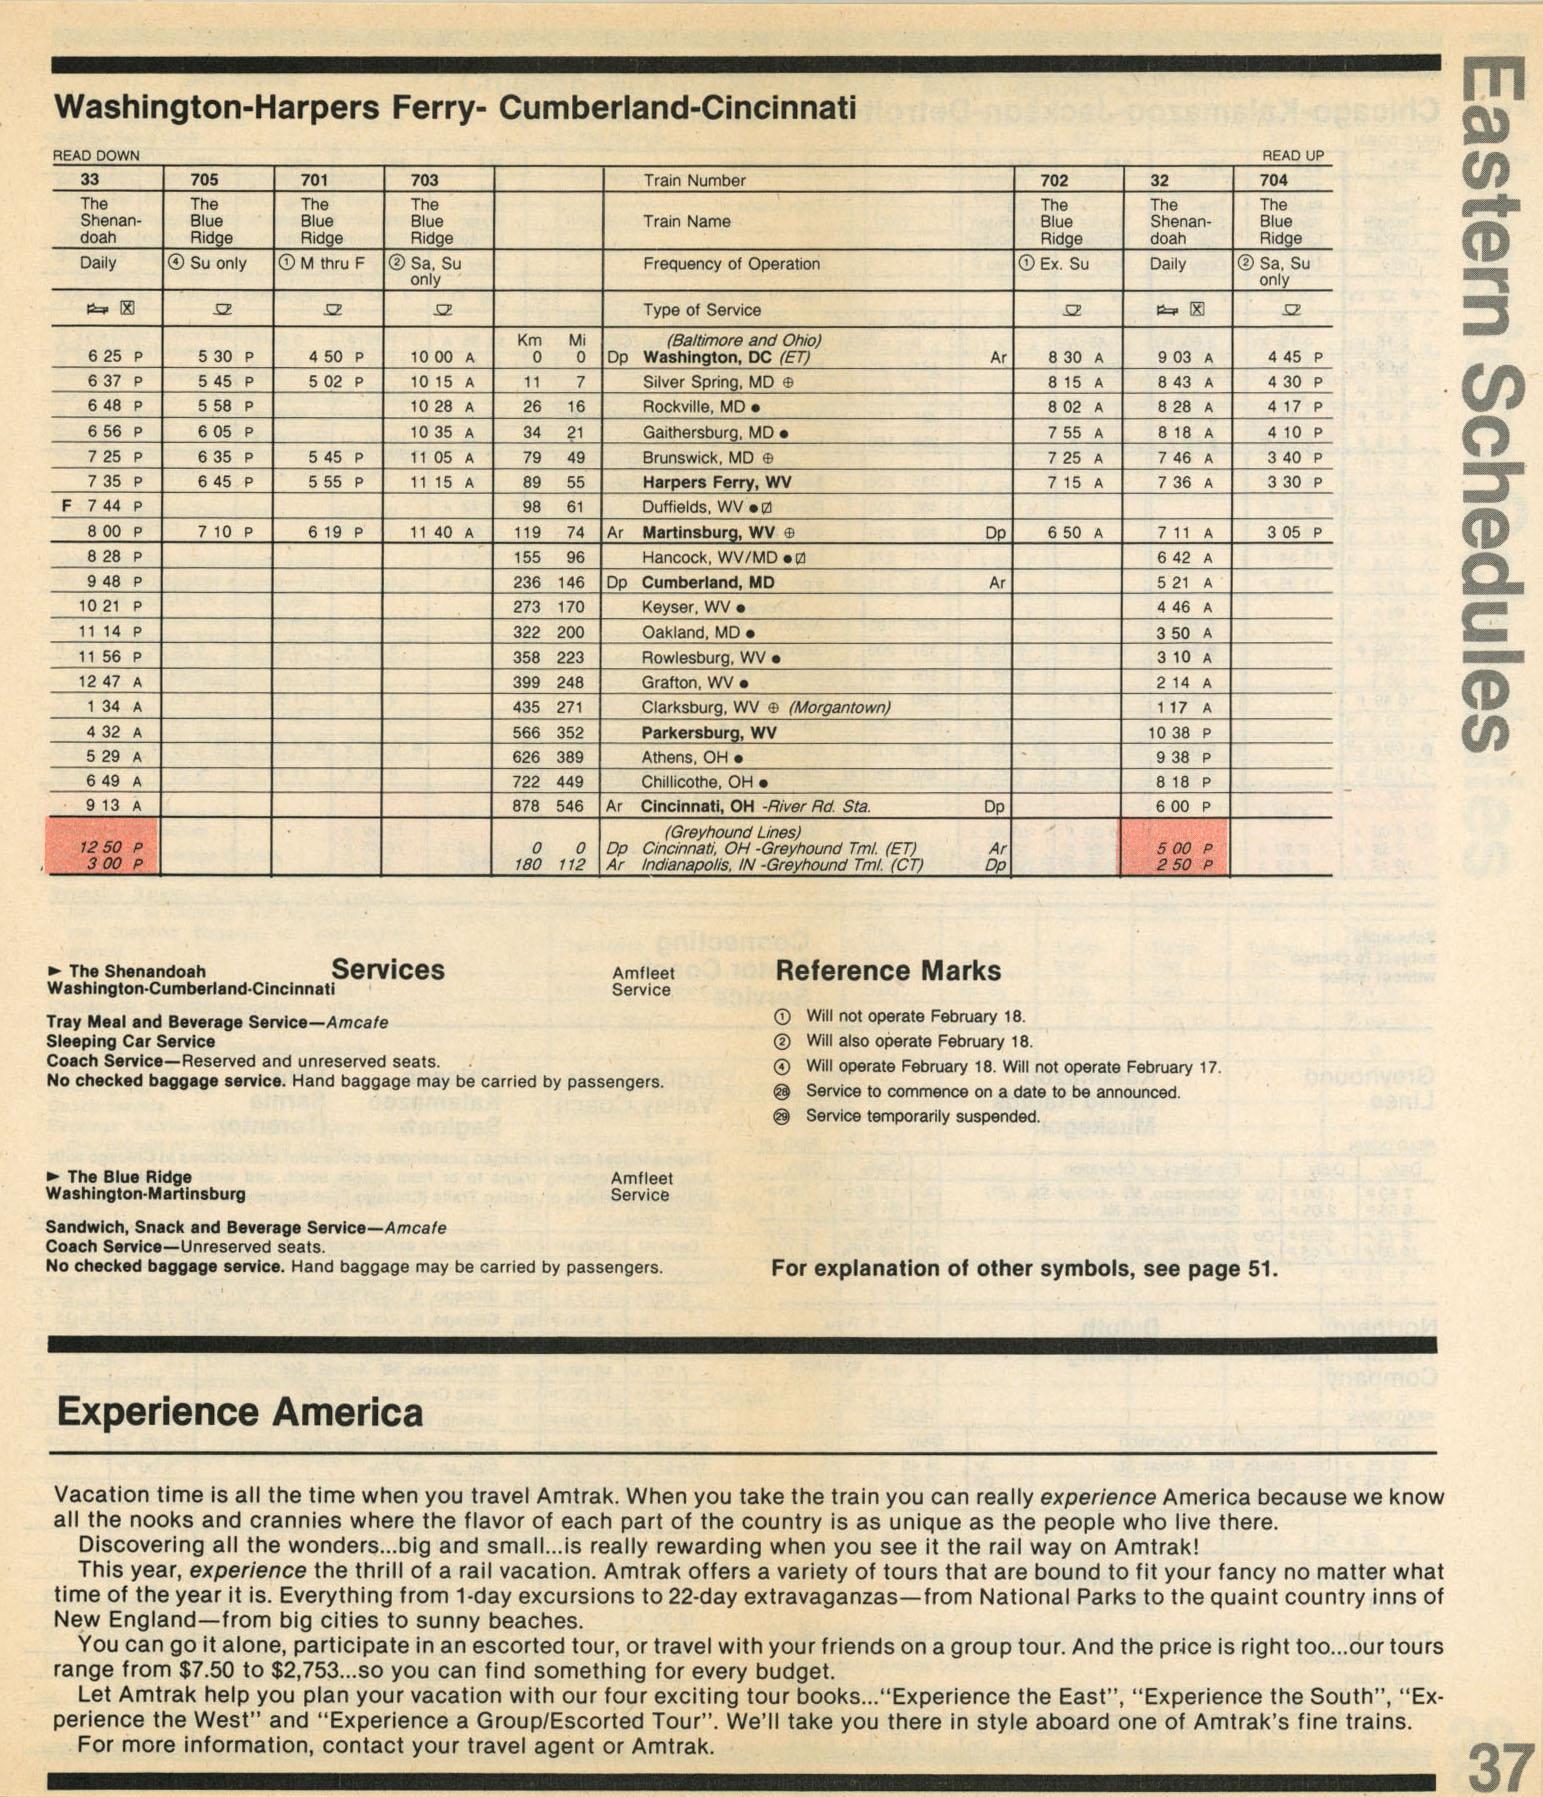 Eastern Schedules
Washington-Harpers Ferry- Cumberland-Cincinnati
READ DOWN READ UP
33 705 701 703 Train Number 702 32 704
The Shenan-doah The Blue Ridge The Blue Ridge The Blue Ridge Train Name The Blue Ridge The Shenan-doah The Blue Ridge
Daily ④ Su only ① M thru F ② Sa, Su only Frequency of Operation ① Ex. Su Daily ② Sa, Su only
Type of Service
Km Mi (Baltimore and Ohio)
6 25 P 5 30 P 4 50 P 10 00 A 0 0 Dp Washington, DC (ET) Ar 8 30 A 9 03 A 4 45 P
6 37 P 5 45 P 5 02 P 10 15 A 11 7 Silver Spring, MD ⊕ 8 15 A 8 43 A 4 30 P
6 48 P 5 58 P 10 28 A 26 16 Rockville, MD ● 8 02 A 8 28 A 4 17 P
6 56 P 6 05 P 10 35 A 34 21 Gaithersburg, MD ● 7 55 A 8 18 A 4 10 P
7 25 P 6 35 P 5 45 P 11 05 A 79 49 Brunswick, MD ⊕ 7 25 A 7 46 A 3 40 P
7 35 P 6 45 P 5 55 P 11 15 A 89 55 Harpers Ferry, WV 7 15 A 7 36 A 3 30 P
F 7 44 P 98 61 Duffields, WV ●
8 00 P 7 10 P 6 19 P 11 40 A 119 74 Ar Martinsburg, WV ⊕ Dp 6 50 A 7 11 A 3 05 P
8 28 P 155 96 Hancock, WV/MD ● 6 42 A
9 48 P 236 146 Dp Cumberland, MD Ar 5 21 A
10 21 P 273 170 Keyser, WV ● 4 46 A
11 14 P 322 200 Oakland, MD ● 3 50 A
11 56 P 358 223 Rowlesburg, WV ● 3 10 A
12 47 A 399 248 Grafton, WV ● 2 14 A
1 34 A 435 271 Clarksburg, WV ⊕ (Morgantown) 1 17 A
4 32 A 566 352 Parkersburg, WV 10 38 P
5 29 A 626 389 Athens, OH ● 9 38 P
6 49 A 722 449 Chillicothe, OH ● 8 18 P
9 13 A 878 546 Ar Cincinnati, OH -River Rd. Sta. Dp 6 00 P
(Greyhound Lines)
12 50 P 0 0 Dp Cincinnati, OH -Greyhound Tml. (ET) Ar 5 00 P
3 00 P 180 112 Ar Indianapolis, IN -Greyhound Tml. (CT) Dp 2 50 P
Services
► The Shenandoah Amfleet
Washington-Cumberland-Cincinnati Service
Tray Meal and Beverage Service—Amcafe
Sleeping Car Service
Coach Service—Reserved and unreserved seats.
No checked baggage service. Hand baggage may be carried by passengers.
► The Blue Ridge Amfleet
Washington-Martinsburg Service
Sandwich, Snack and Beverage Service—Amcafe
Coach Service—Unreserved seats.
No checked baggage service. Hand baggage may be carried by passengers.
Reference Marks
① Will not operate February 18.
② Will also operate February 18.
④ Will operate February 18. Will not operate February 17.
㉘ Service to commence on a date to be announced.
㉙ Service temporarily suspended.
For explanation of other symbols, see page 51.
Experience America
Vacation time is all the time when you travel Amtrak. When you take the train you can really experience America because we know
all the nooks and crannies where the flavor of each part of the country is as unique as the people who live there.
Discovering all the wonders...big and small...is really rewarding when you see it the rail way on Amtrak!
This year, experience the thrill of a rail vacation. Amtrak offers a variety of tours that are bound to fit your fancy no matter what
time of the year it is. Everything from 1-day excursions to 22-day extravaganzas—from National Parks to the quaint country inns of
New England—from big cities to sunny beaches.
You can go it alone, participate in an escorted tour, or travel with your friends on a group tour. And the price is right too...our tours
range from $7.50 to $2,753...so you can find something for every budget.
Let Amtrak help you plan your vacation with our four exciting tour books..."Experience the East", "Experience the South", "Ex-
perience the West" and "Experience a Group/Escorted Tour". We'll take you there in style aboard one of Amtrak's fine trains.
For more information, contact your travel agent or Amtrak.
37